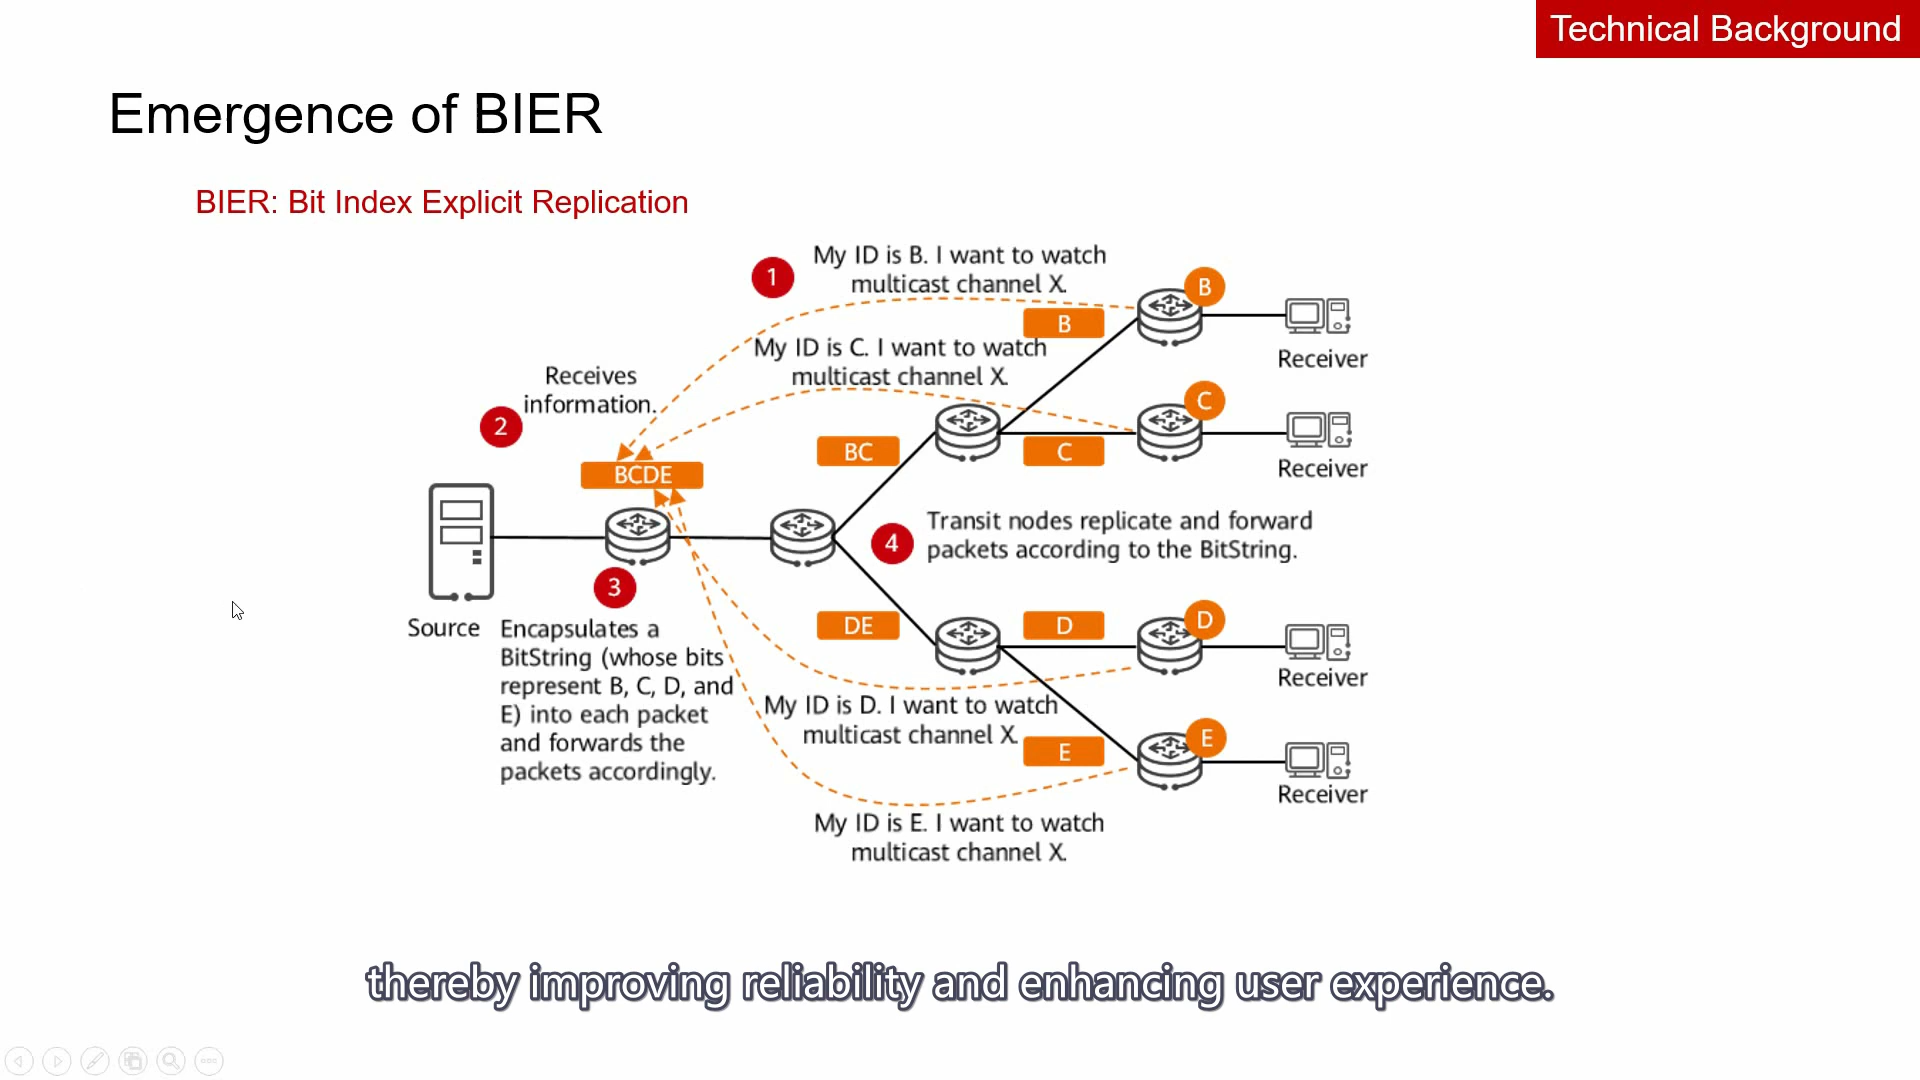 Technical Background
Emergence of BIER
BIER: Bit Index Explicit Replication
1
My ID is B. I want to watch
multicast channel X.
B
B
Receiver
My ID is C. I want to watch
multicast channel X.
C
C
Receiver
Receives
information.
2
BCDE
BC
4
Transit nodes replicate and forward
packets according to the BitString.
3
Source
Encapsulates a
BitString (whose bits
represent B, C, D, and
E) into each packet
and forwards the
packets accordingly.
DE
D
D
Receiver
My ID is D. I want to watch
multicast channel X.
E
E
Receiver
My ID is E. I want to watch
multicast channel X.
thereby improving reliability and enhancing user experience.